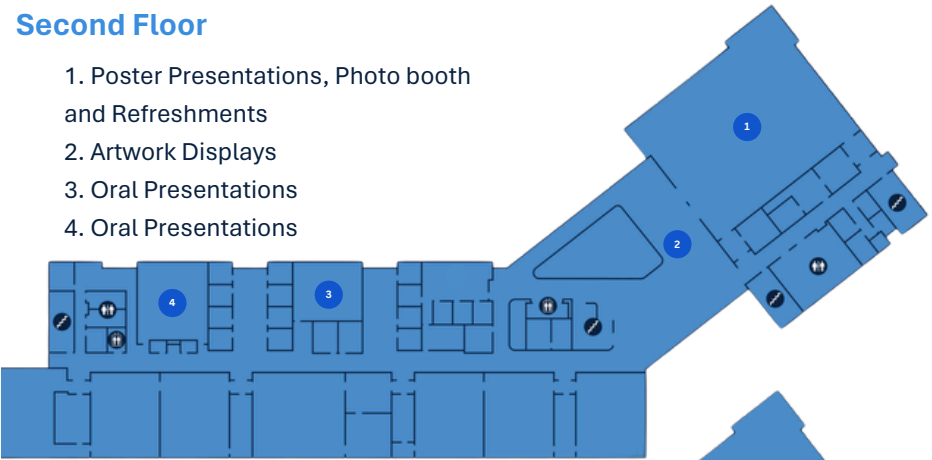 Second Floor
1. Poster Presentations, Photo booth
and Refreshments
2. Artwork Displays
3. Oral Presentations
4. Oral Presentations
1
2
3
4